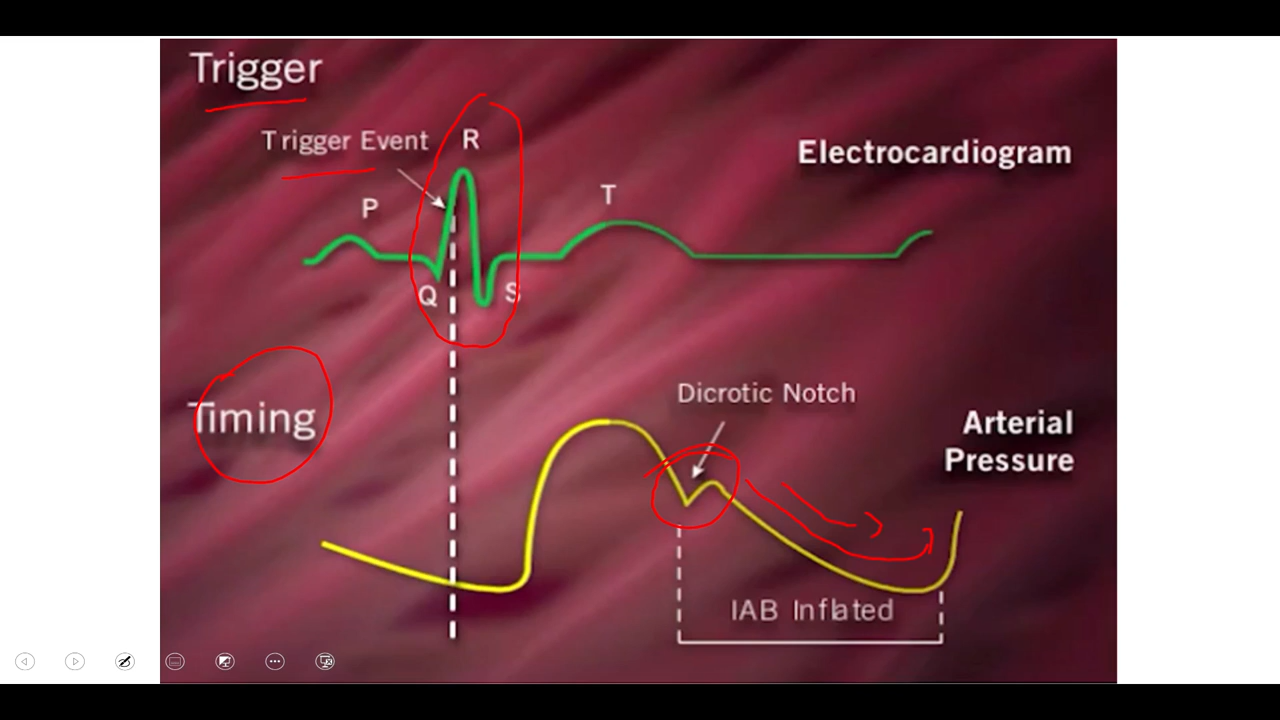 Trigger
Trigger Event
R
Electrocardiogram
P
T
Q
S
Dicrotic Notch
Timing
Arterial
Pressure
IAB Inflated